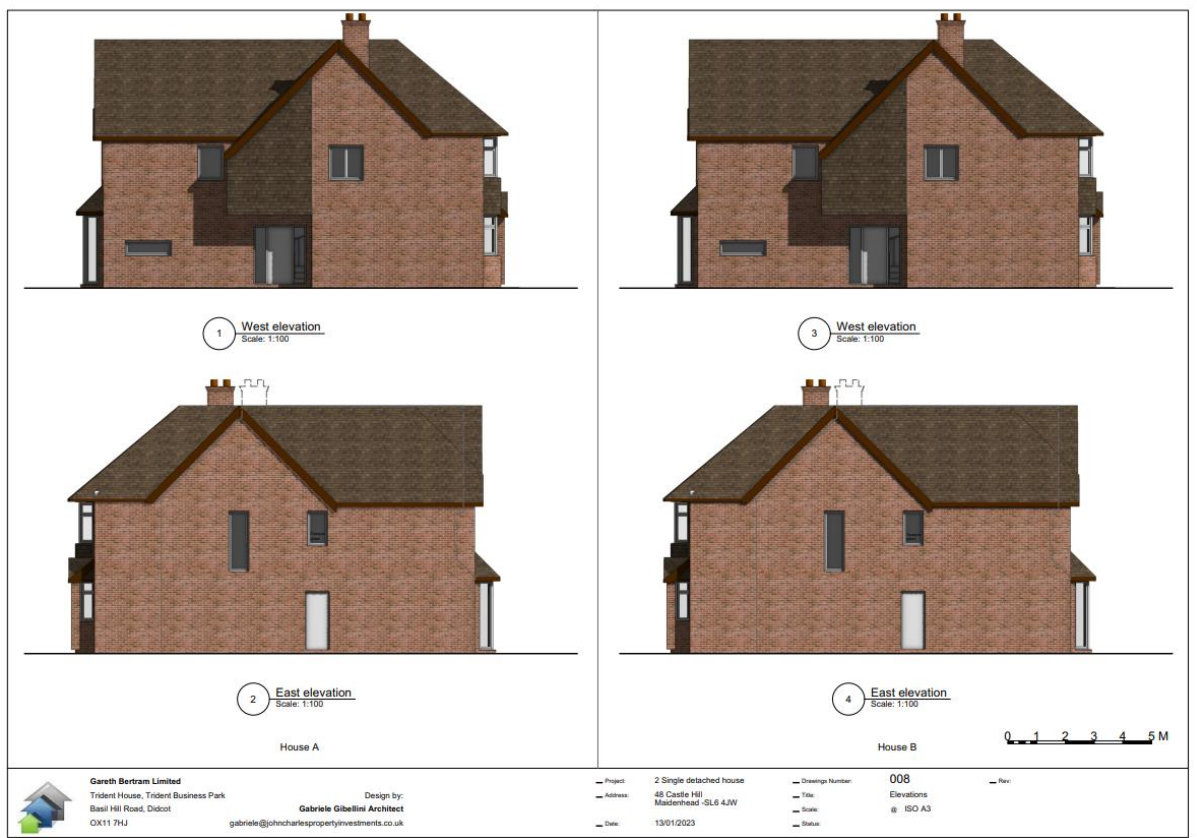 1
West elevation
Scale: 1:100
3
West elevation
Scale: 1:100
2
East elevation
Scale: 1:100
4
East elevation
Scale: 1:100
House A
House B
0 1 2 3 4 5 M
Gareth Bertram Limited
Trident House, Trident Business Park
Basil Hill Road, Didcot
OX11 7HJ
Design by:
Gabriele Gibellini Architect
gabriele@johncharlespropertyinvestments.co.uk
Project: 2 Single detached house
Address: 48 Castle Hill
Maidenhead -SL6 4JW
Date: 13/01/2023
Drawings Number: 008
Title: Elevations
Scale: @ ISO A3
Status:
Rev: